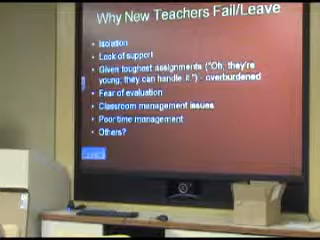 Why New Teachers Fail/Leave
• Isolation
• Lack of support
• Given toughest assignments ("Oh, they're
young; they can handle it.") - overburdened
• Fear of evaluation
• Classroom management issues
• Poor time management
• Others?